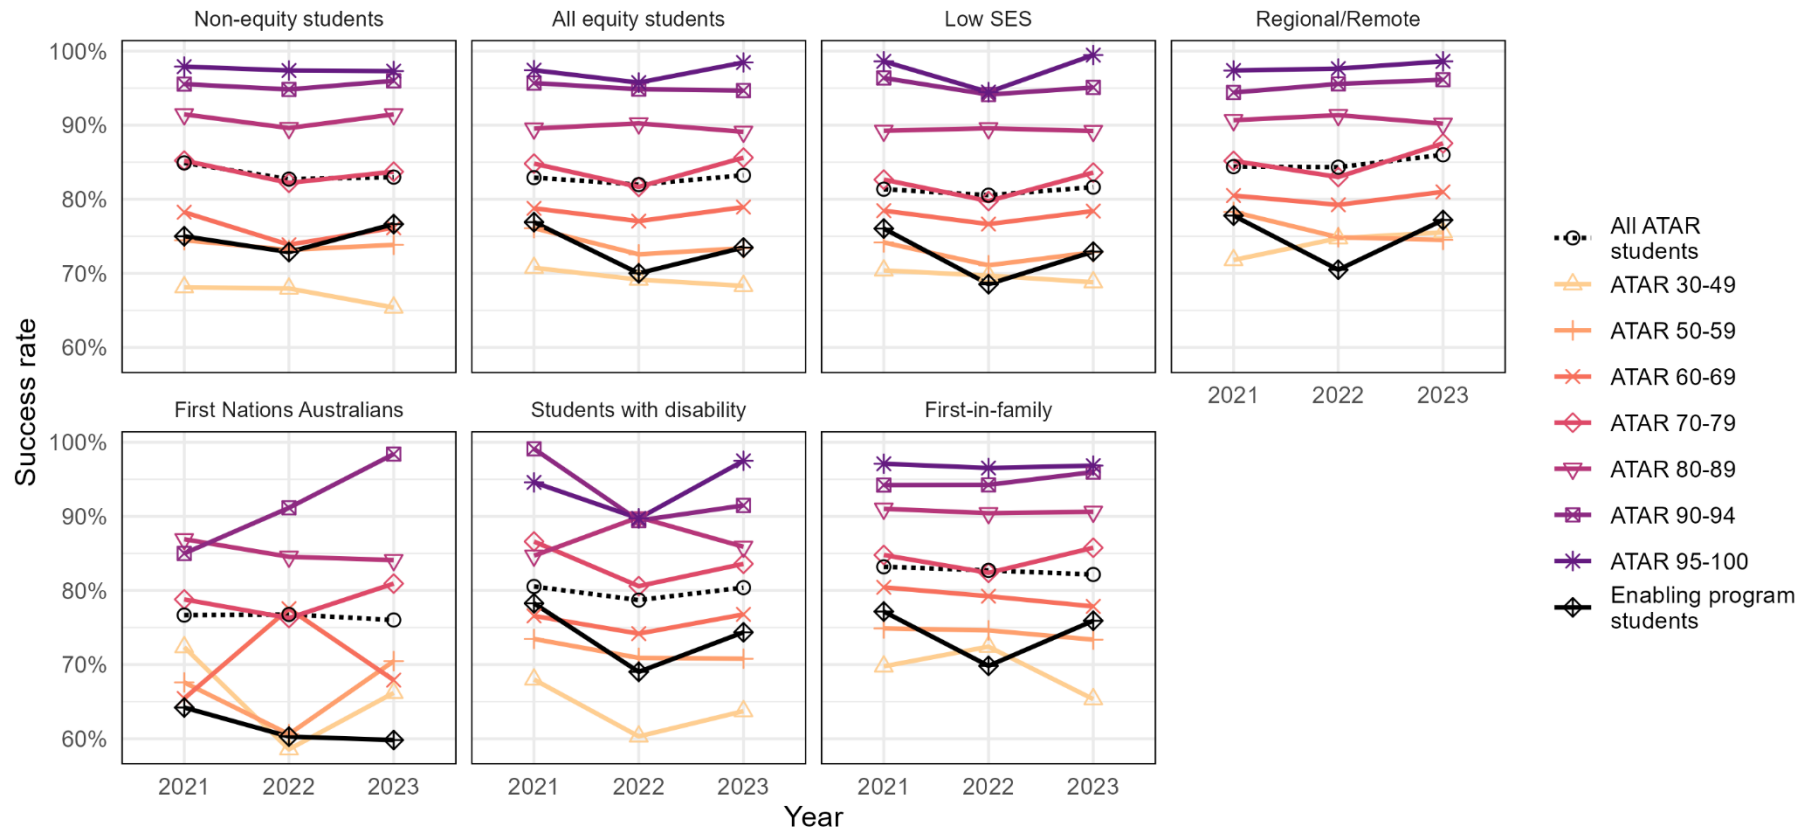 Non-equity students
All equity students
Low SES
Regional/Remote
100%
90%
80%
70%
60%
2021
2022
2023
First Nations Australians
Students with disability
First-in-family
100%
90%
80%
70%
60%
2021
2022
2023
2021
2022
2023
2021
2022
2023
Success rate
Year
All ATAR
students
ATAR 30-49
ATAR 50-59
ATAR 60-69
ATAR 70-79
ATAR 80-89
ATAR 90-94
ATAR 95-100
Enabling program
students